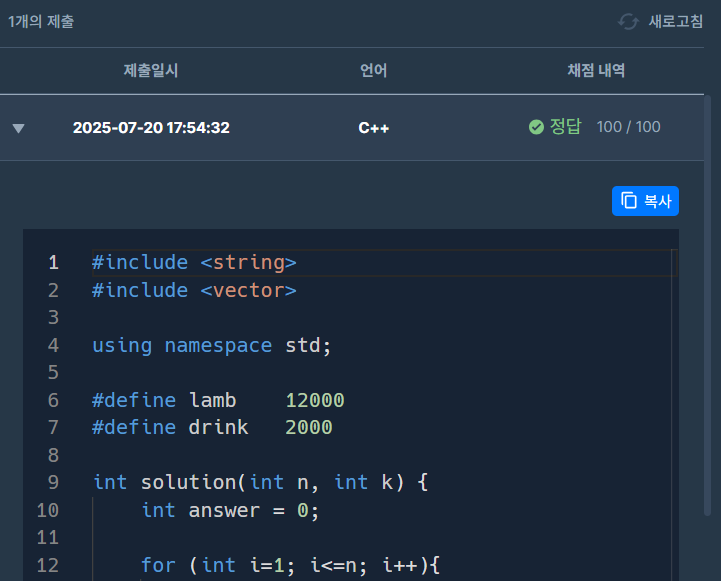 1개의 제출 새로고침
제출일시 언어 채점 내역
▼ 2025-07-20 17:54:32 C++ 정답 100 / 100
복사
1 #include <string>
2 #include <vector>
3
4 using namespace std;
5
6 #define lamb    12000
7 #define drink   2000
8
9 int solution(int n, int k) {
10     int answer = 0;
11
12     for (int i=1; i<=n; i++){